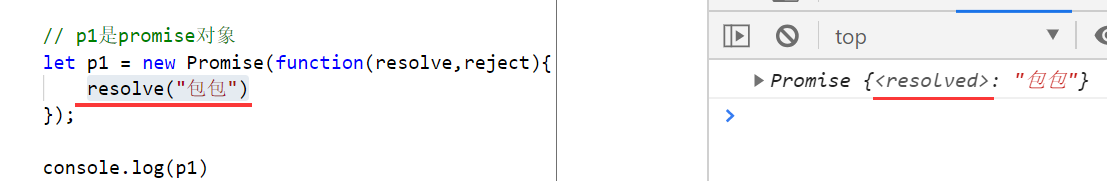 // p1是promise对象
let p1 = new Promise(function(resolve,reject){
    resolve("包包")
});
console.log(p1)
top
Promise {<resolved>: "包包"}